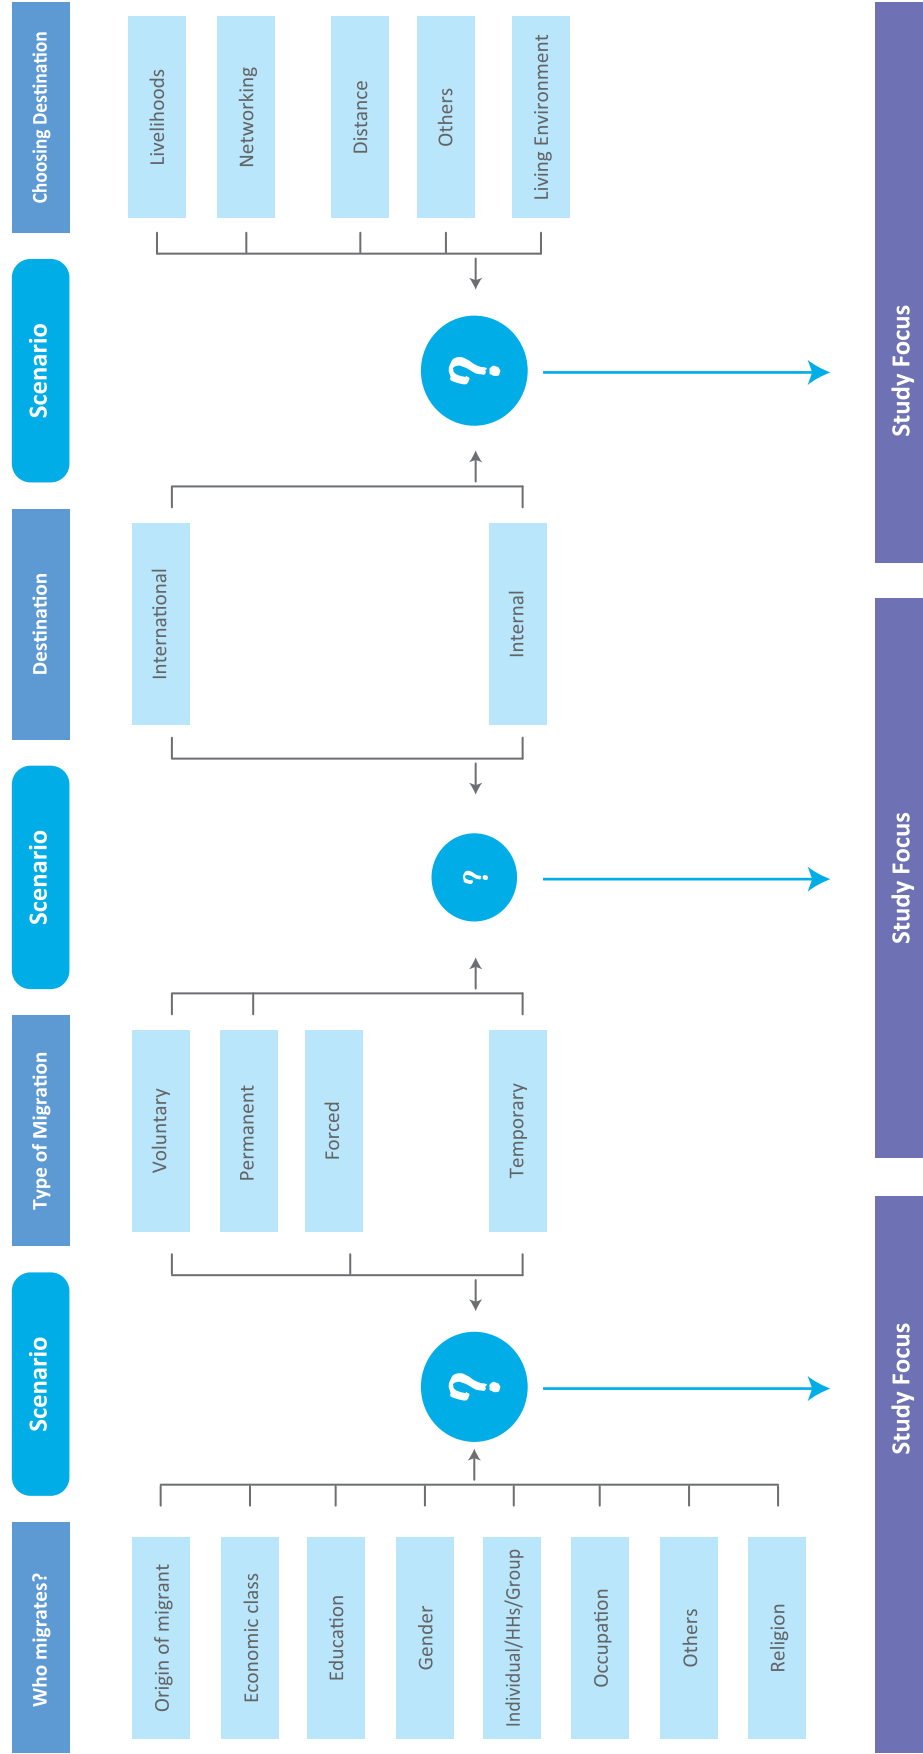 Who migrates?
Scenario
Type of Migration
Scenario
Destination
Scenario
Choosing Destination
Origin of migrant
Economic class
Education
Gender
Individual/HHs/Group
Occupation
Others
Religion
?
Voluntary
Permanent
Forced
Temporary
?
International
Internal
?
Livelihoods
Networking
Distance
Others
Living Environment
Study Focus
Study Focus
Study Focus